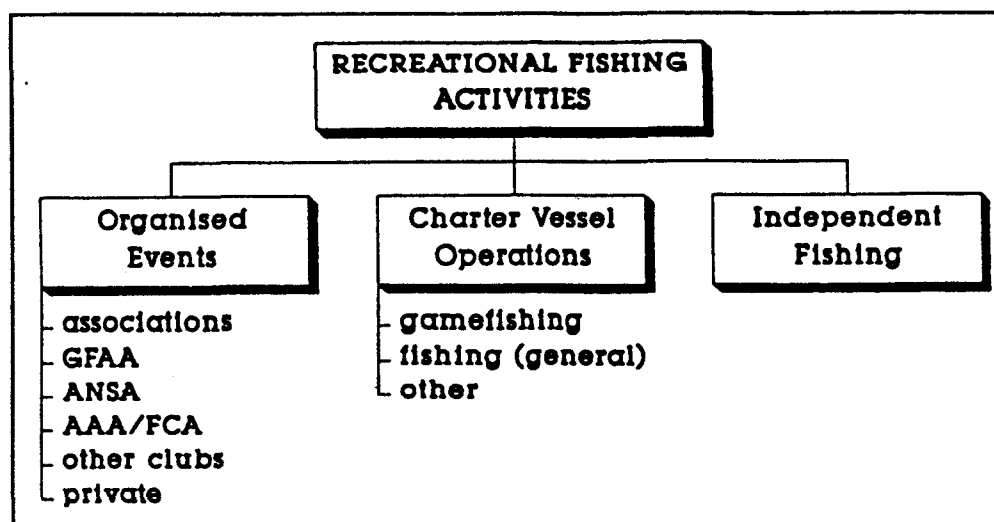 RECREATIONAL FISHING
ACTIVITIES
Organised
Events
associations
GFAA
ANSA
AAA/FCA
other clubs
private
Charter Vessel
Operations
gamefishing
fishing (general)
other
Independent
Fishing